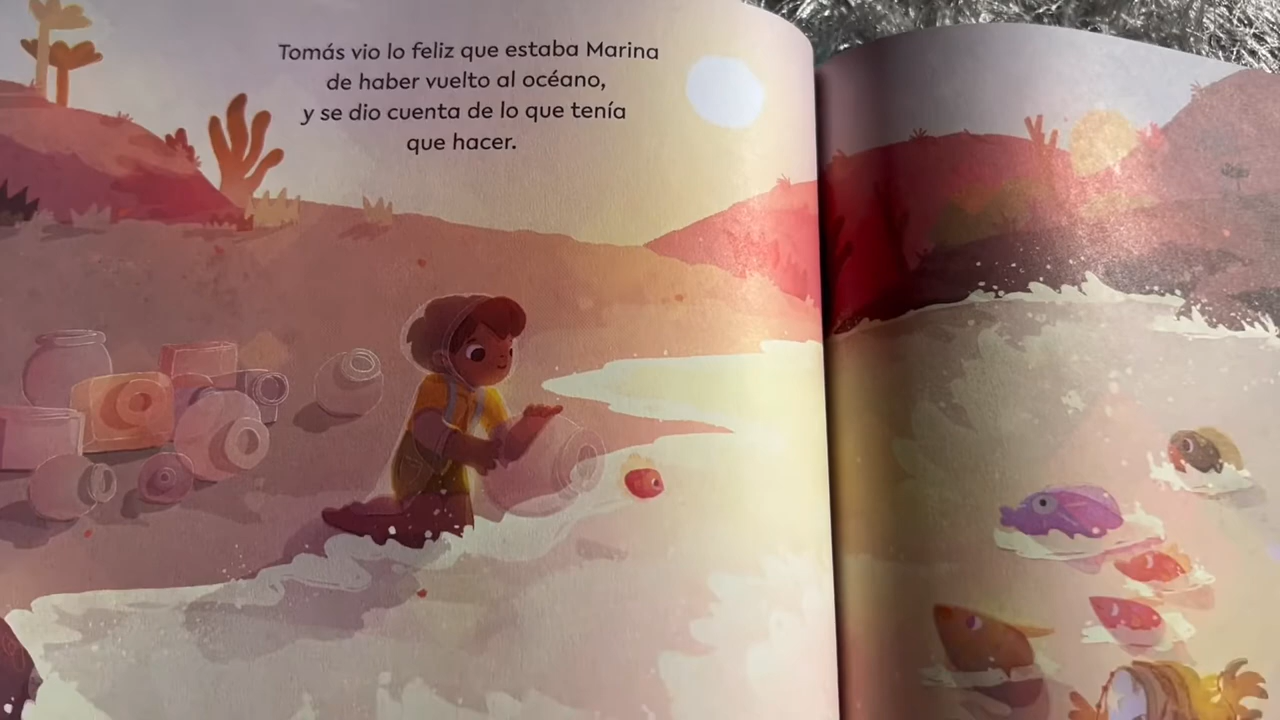 Tomás vio lo feliz que estaba Marina
de haber vuelto al océano,
y se dio cuenta de lo que tenía
que hacer.